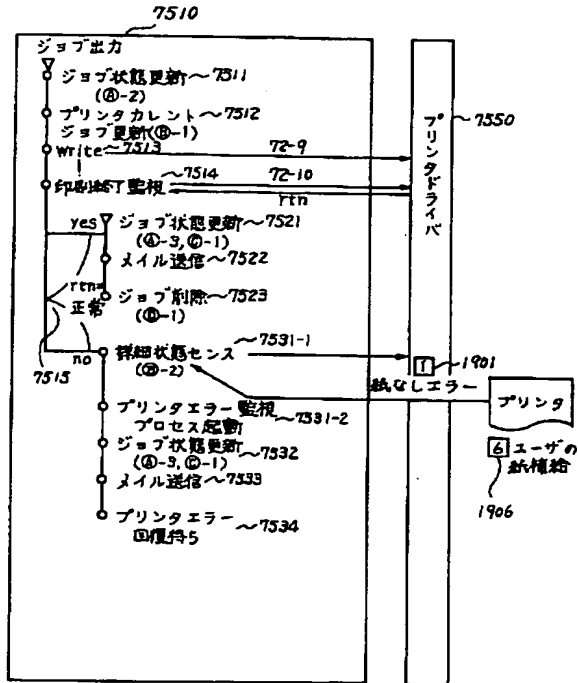 7510
ジョブ出力
ジョブ状態更新～7511
(Ⓐ-2)
プリンタカレント～7512
ジョブ更新(Ⓑ-1)
Write～7513
72-9
印刷終了監視
7514
72-10
rtn
yes
ジョブ状態更新～7521
(Ⓐ-3,Ⓒ-1)
メイル送信～7522
rtn=
正常
ジョブ削除～7523
(Ⓓ-1)
no
7515
詳細状態センス
(Ⓑ-2)
7531-1
プリンタエラー監視
プロセス起動
7531-2
ジョブ状態更新
(Ⓐ-3,Ⓒ-1)
7532
メイル送信～7533
プリンタエラー
回復待ち
～7534
プリンタドライバ
7550
1
1901
紙なしエラー
プリンタ
6 ユーザの
紙補給
1906